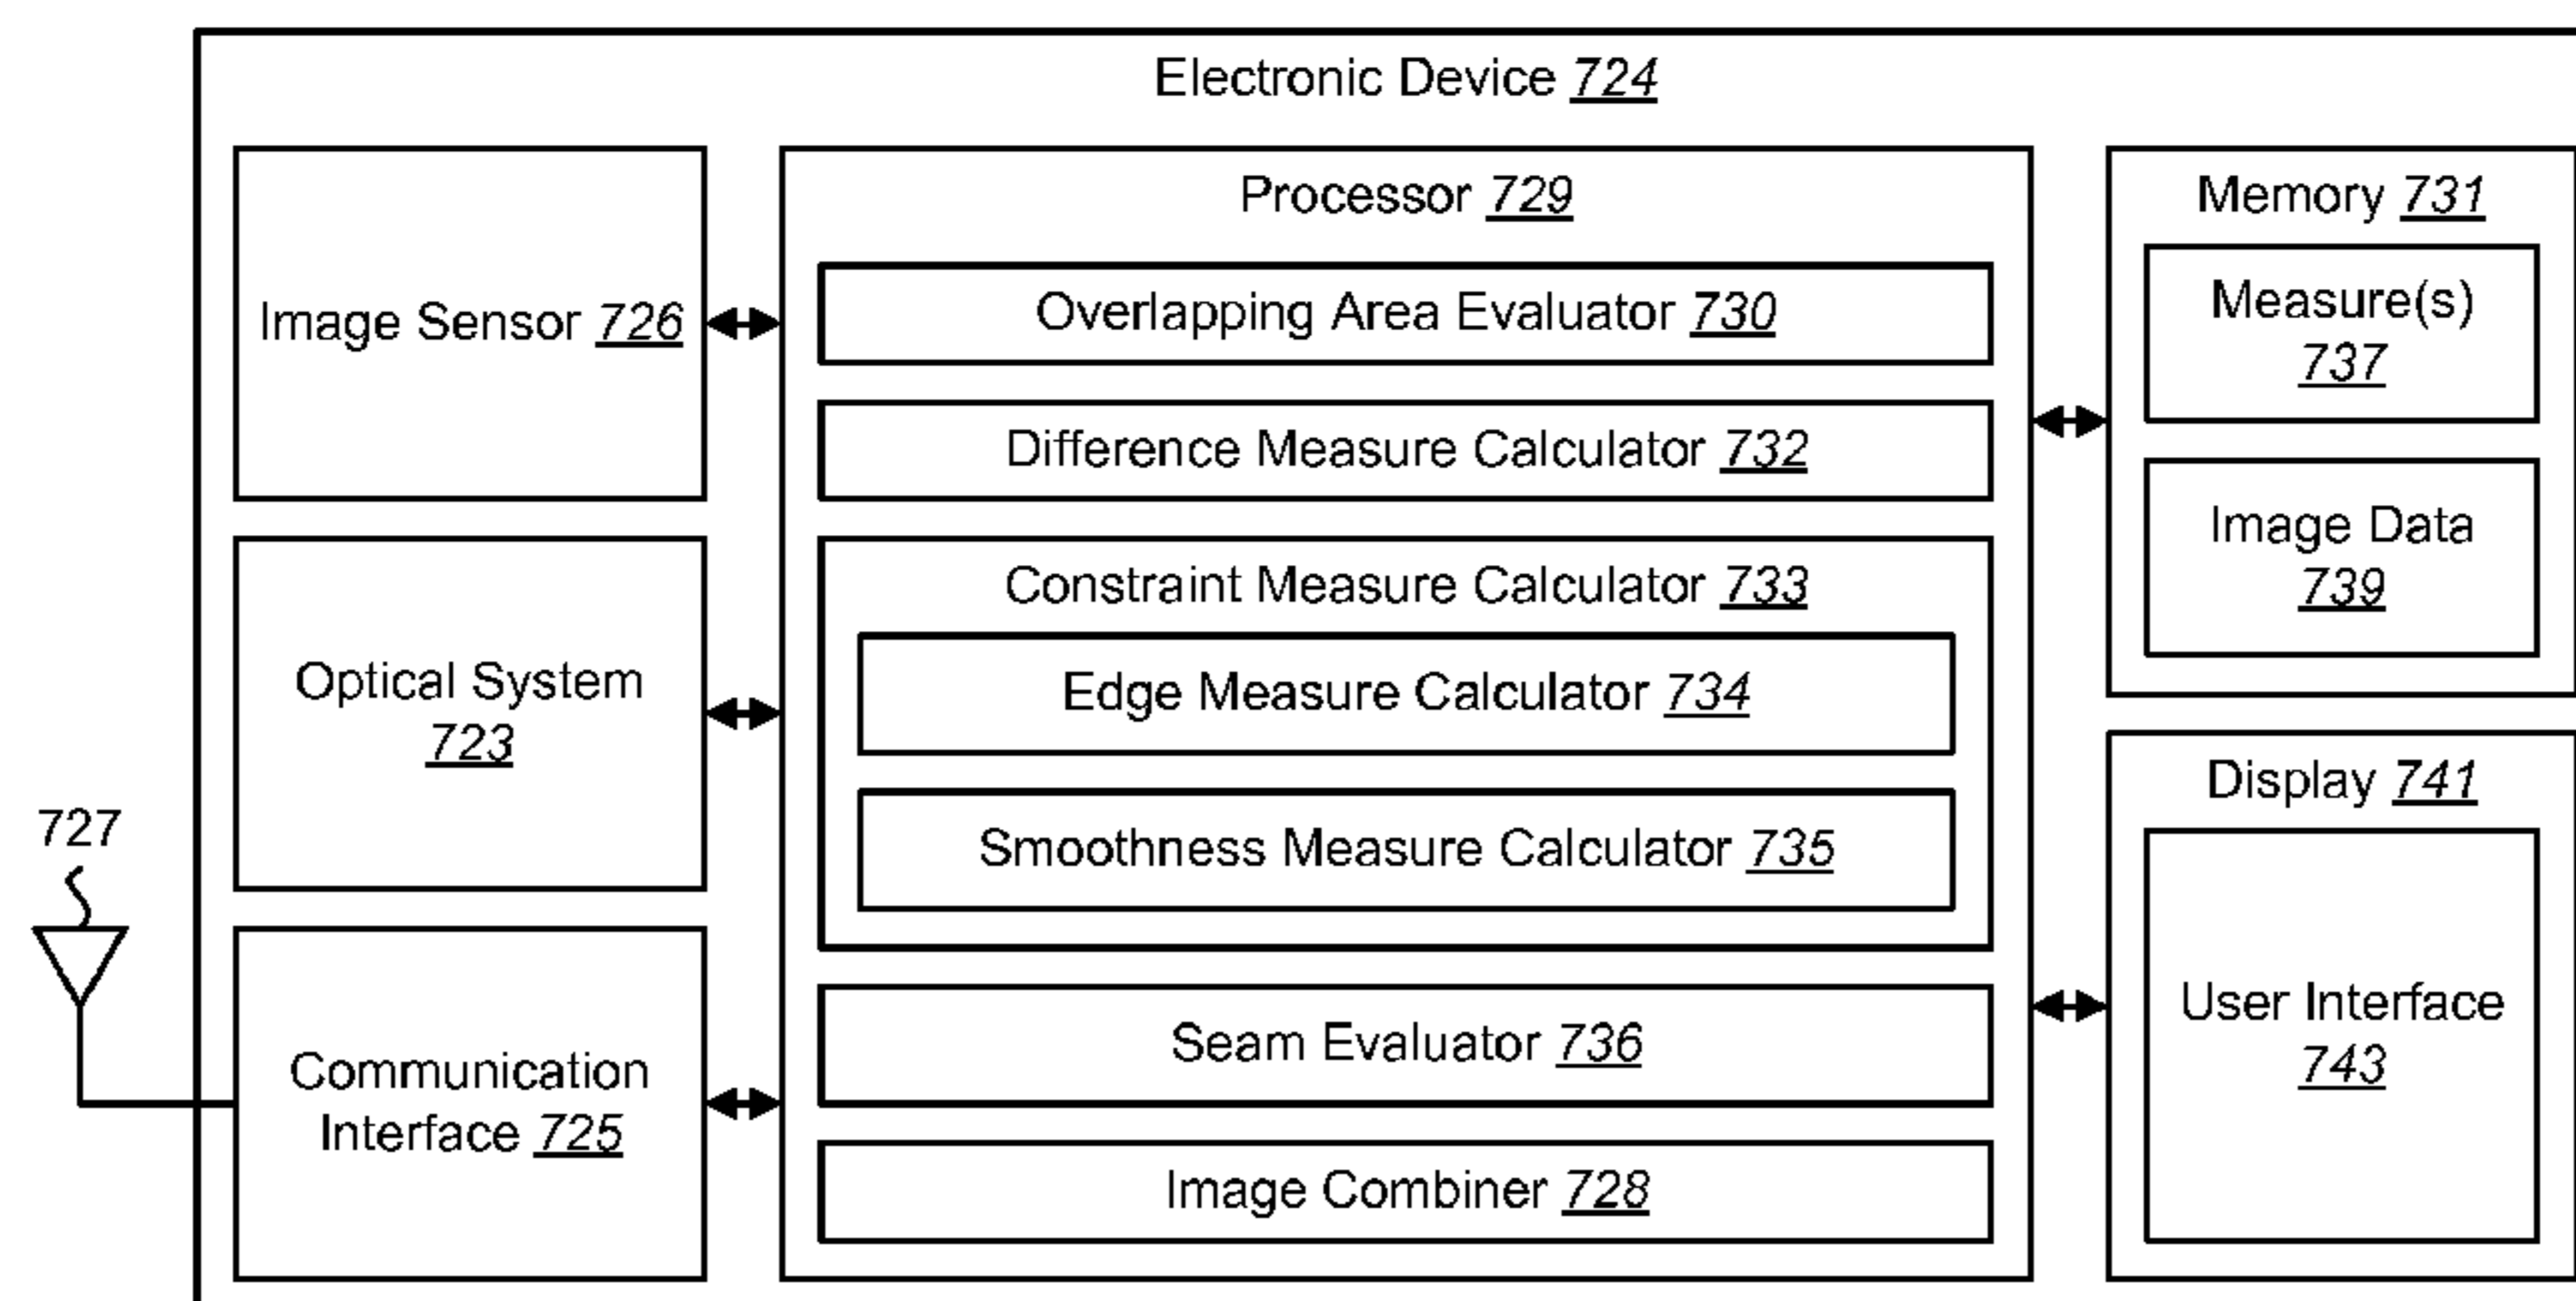 Electronic Device 724
Image Sensor 726
Optical System
723
727
Communication
Interface 725
Processor 729
Overlapping Area Evaluator 730
Difference Measure Calculator 732
Constraint Measure Calculator 733
Edge Measure Calculator 734
Smoothness Measure Calculator 735
Seam Evaluator 736
Image Combiner 728
Memory 731
Measure(s)
737
Image Data
739
Display 741
User Interface
743